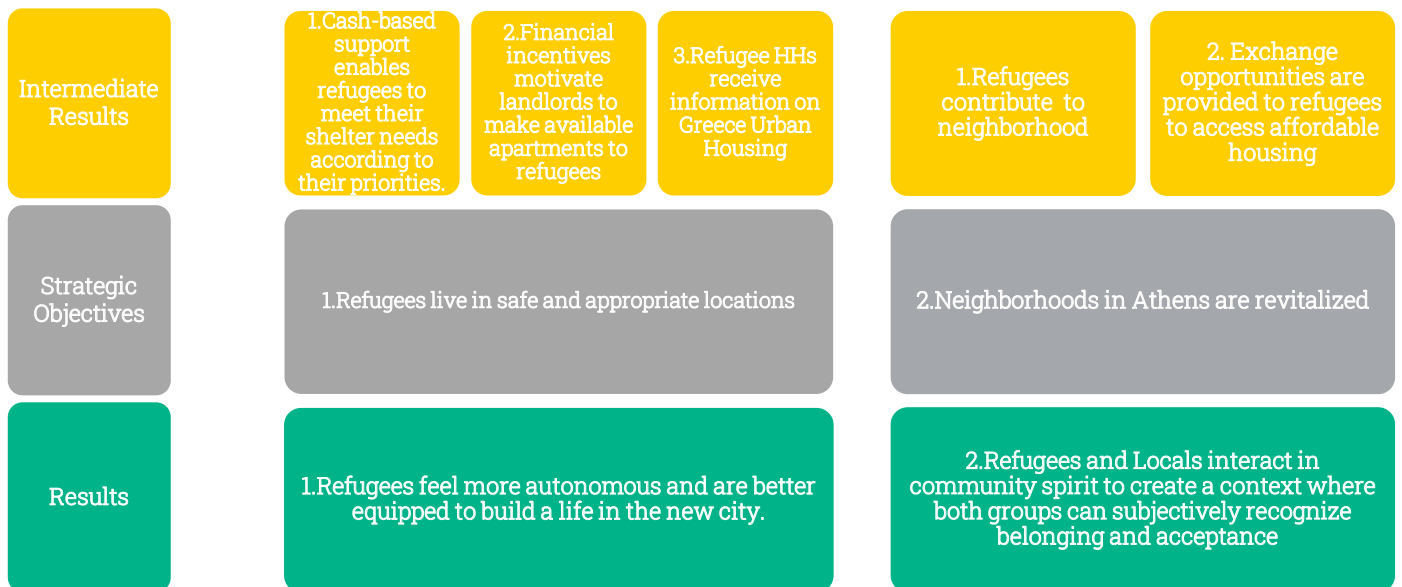 Intermediate
Results
1.Cash-based
support
enables
refugees to
meet their
shelter needs
according to
their priorities.
2.Financial
incentives
motivate
landlords to
make available
apartments to
refugees
3.Refugee HHs
receive
information on
Greece Urban
Housing
1.Refugees
contribute to
neighborhood
2. Exchange
opportunities are
provided to refugees
to access affordable
housing
Strategic
Objectives
1.Refugees live in safe and appropriate locations
2.Neighborhoods in Athens are revitalized
Results
1.Refugees feel more autonomous and are better
equipped to build a life in the new city.
2.Refugees and Locals interact in
community spirit to create a context where
both groups can subjectively recognize
belonging and acceptance